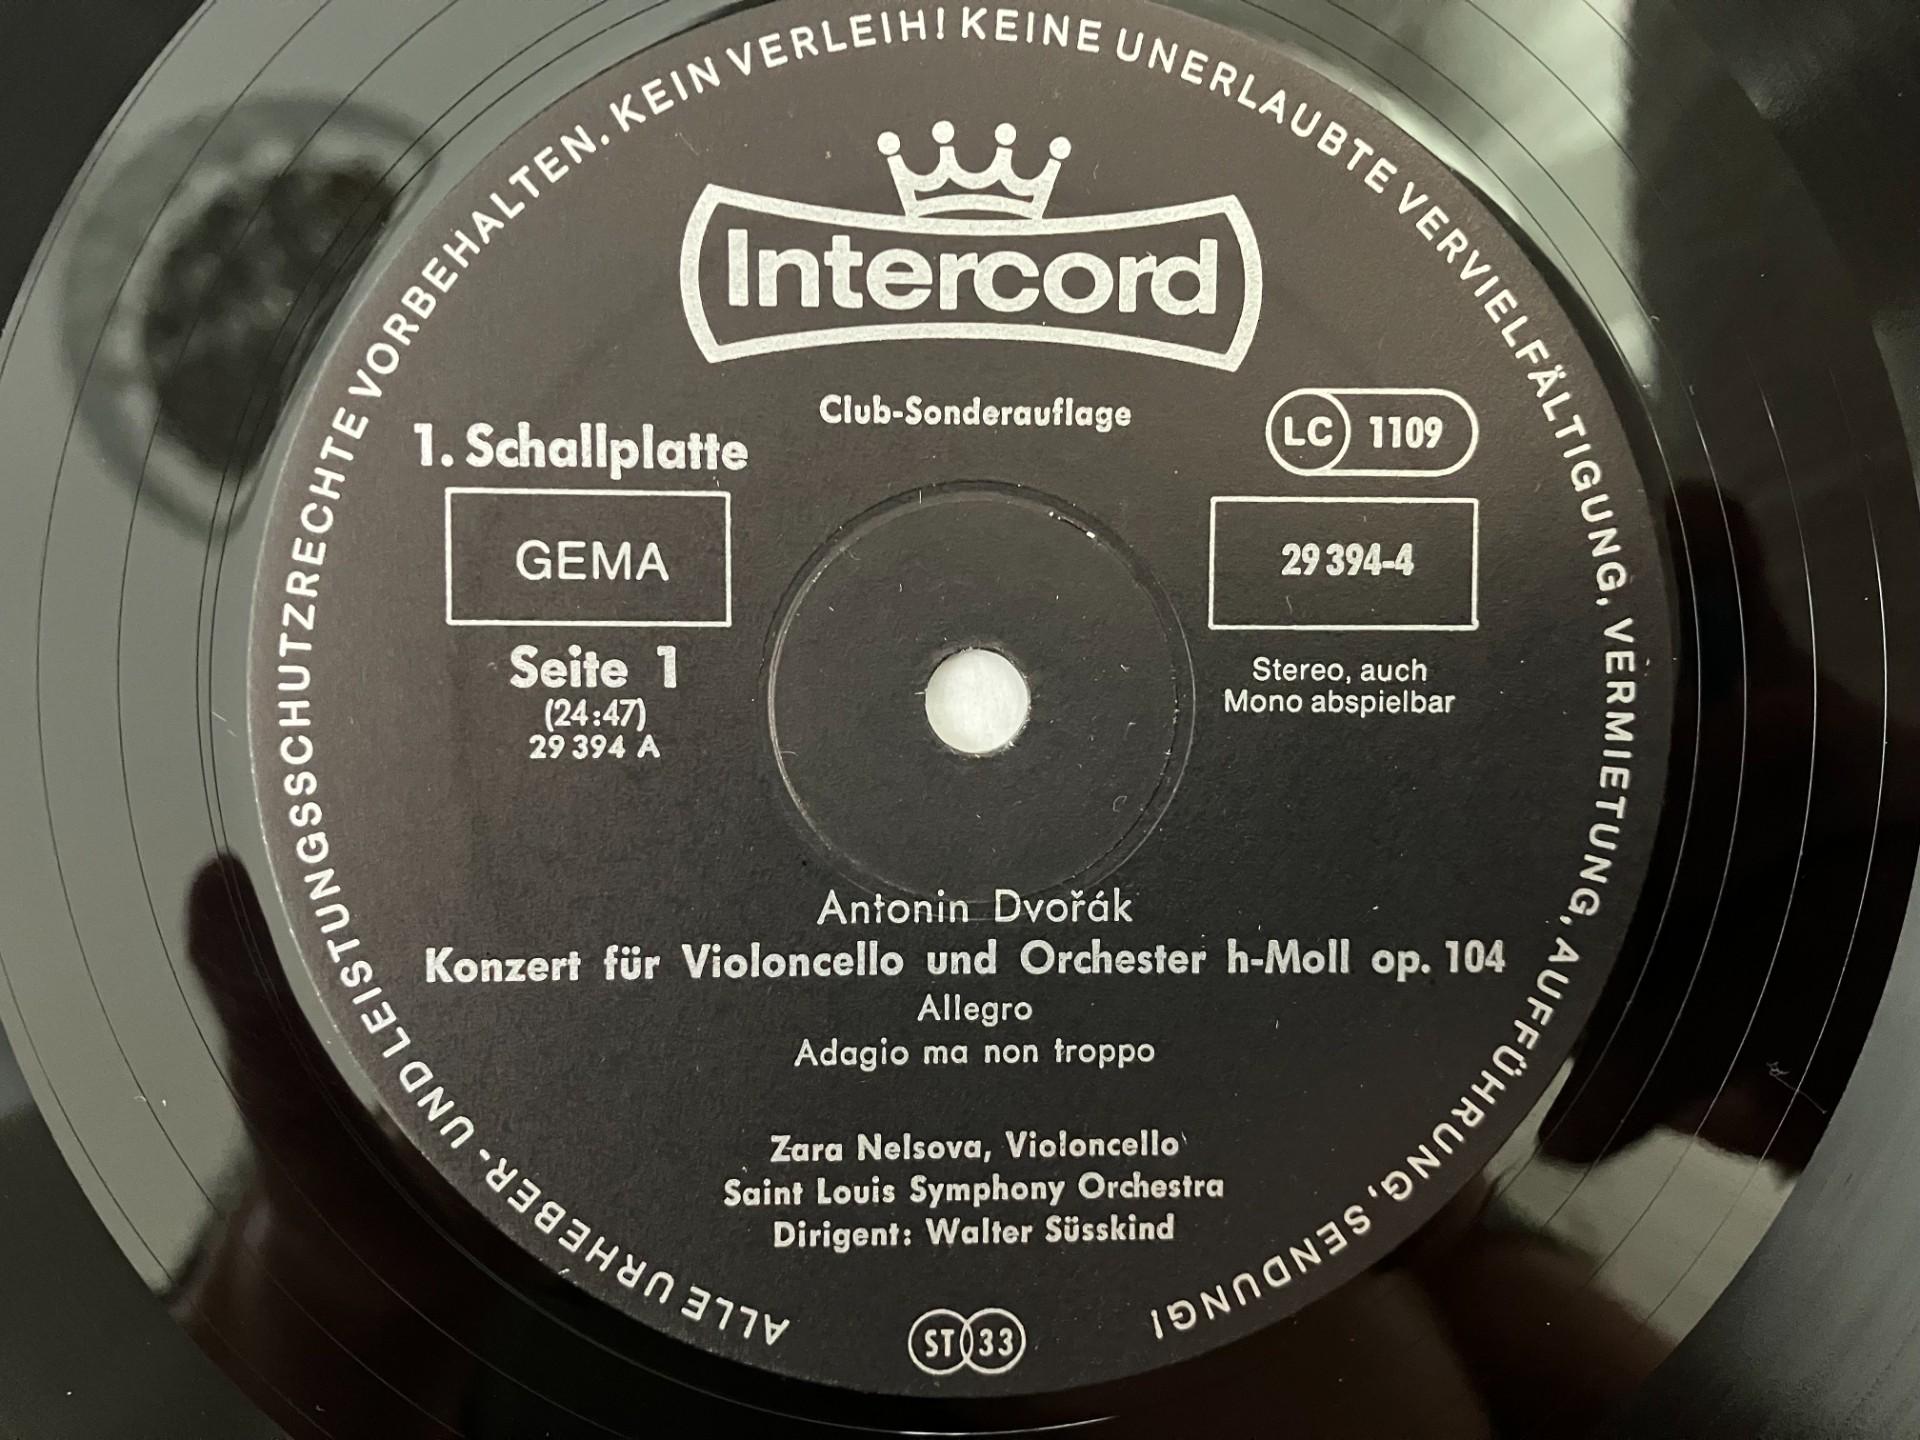 ALLE URHEBER- UND LEISTUNGSSCHUTZRECHTE VORBEHALTEN. KEIN VERLEIH! KEINE UNERLAUBTE VERVIELFÄLTIGUNG, VERMIETUNG, AUFFÜHRUNG, SENDUNG!
Intercord
Club-Sonderauflage
1. Schallplatte
LC 1109
GEMA
29 394-4
Seite 1
(24:47)
29 394 A
Stereo, auch
Mono abspielbar
Antonin Dvořák
Konzert für Violoncello und Orchester h-Moll op. 104
Allegro
Adagio ma non troppo
Zara Nelsova, Violoncello
Saint Louis Symphony Orchestra
Dirigent: Walter Süsskind
ST 33